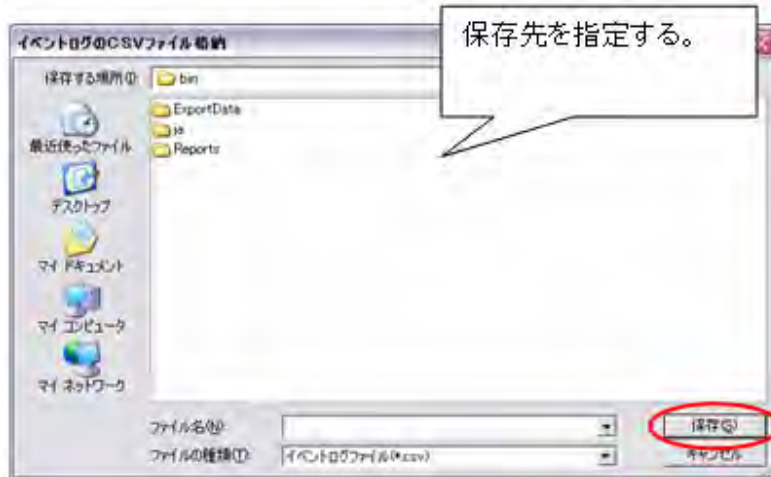 イベントログのCSVファイル格納
保存先を指定する。
保存する場所(I):
bin
ExportData
ja
Reports
最近使ったファイル
デスクトップ
マイ ドキュメント
マイ コンピュータ
マイ ネットワーク
ファイル名(N):
保存(S)
ファイルの種類(T):
イベントログファイル(*.csv)
キャンセル